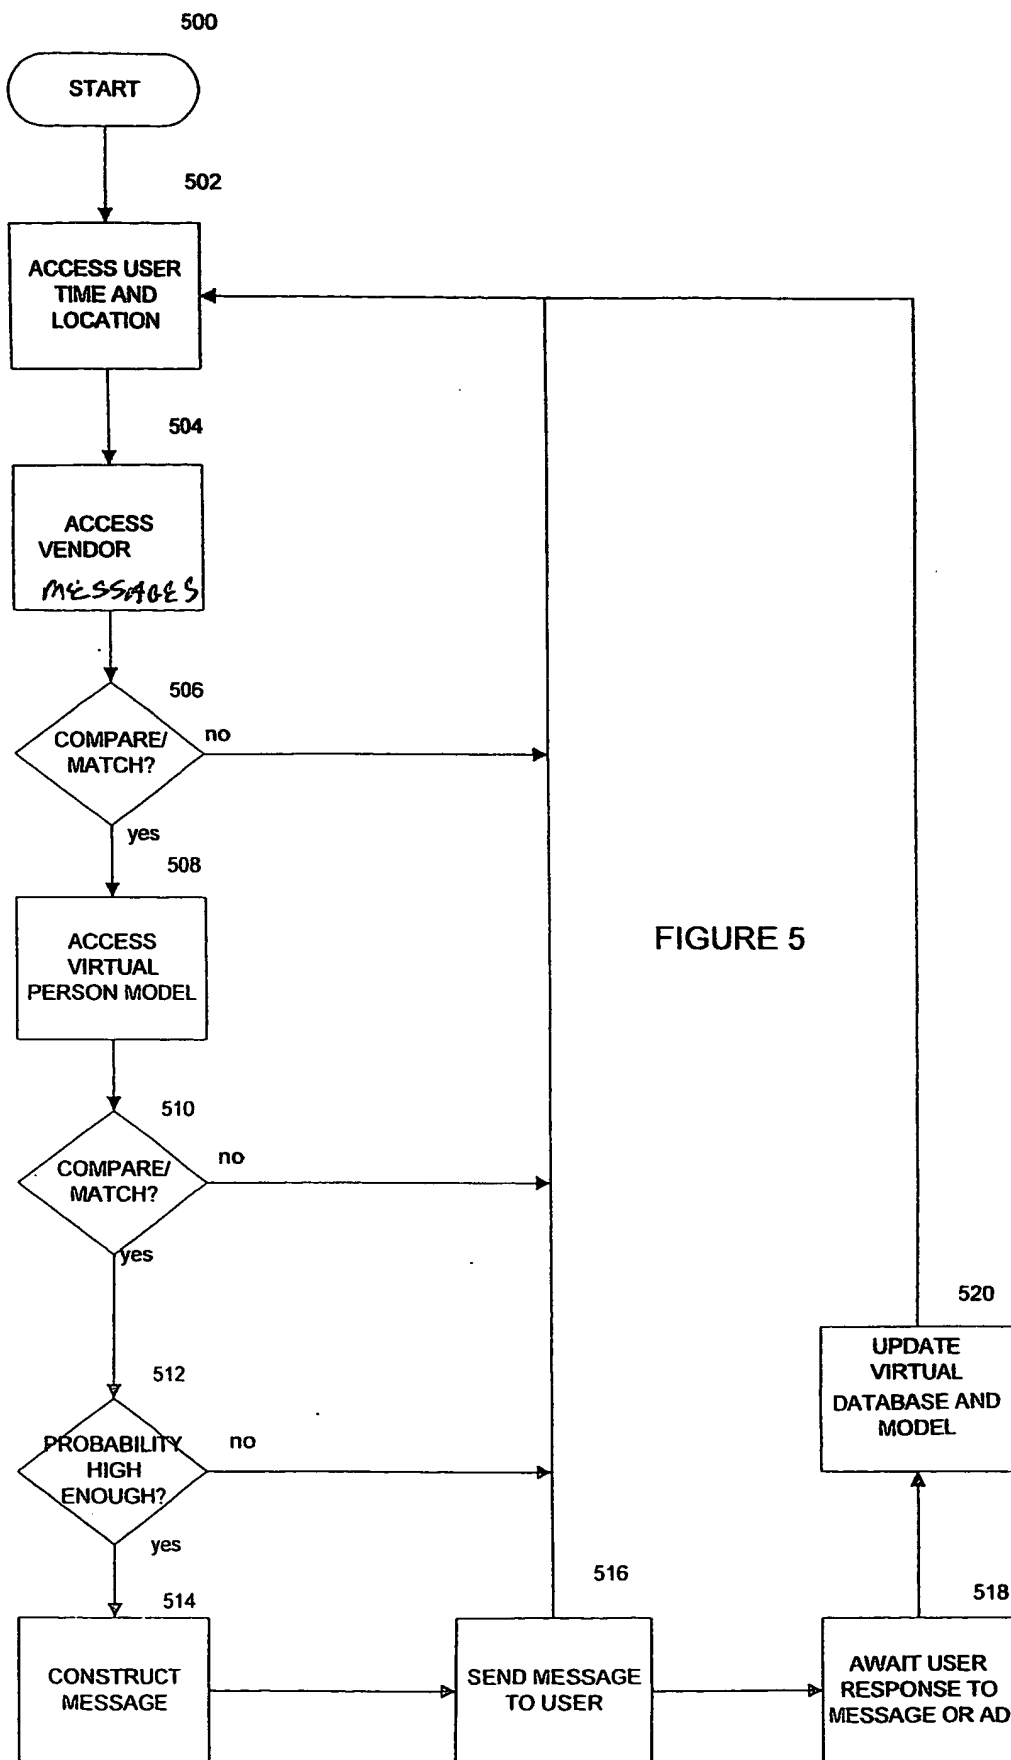 500
START
502
ACCESS USER
TIME AND
LOCATION
504
ACCESS
VENDOR
MESSAGES
506
COMPARE/
MATCH?
no
yes
508
ACCESS
VIRTUAL
PERSON MODEL
FIGURE 5
510
COMPARE/
MATCH?
no
yes
512
PROBABILITY
HIGH
ENOUGH?
no
yes
514
CONSTRUCT
MESSAGE
516
SEND MESSAGE
TO USER
518
AWAIT USER
RESPONSE TO
MESSAGE OR AD
520
UPDATE
VIRTUAL
DATABASE AND
MODEL